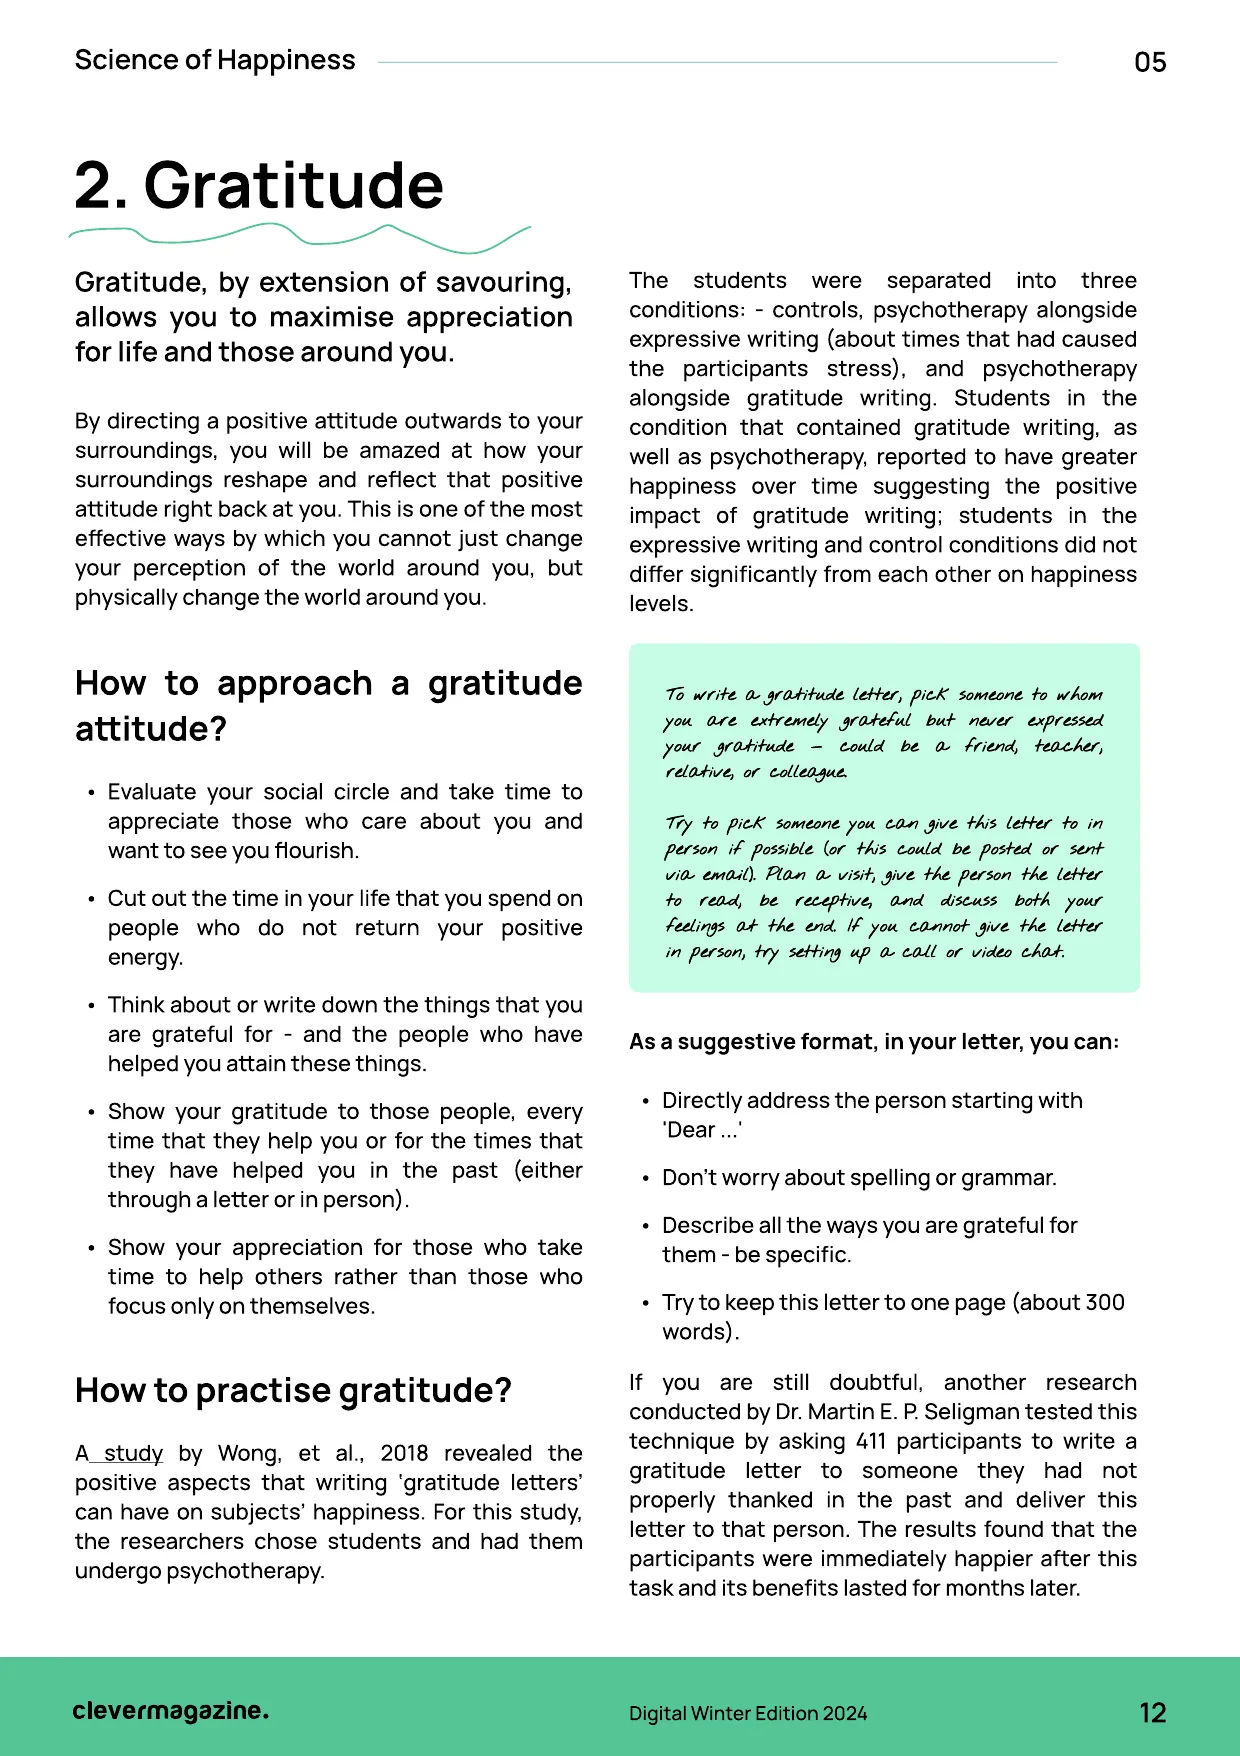 Science of Happiness
05
2. Gratitude
Gratitude, by extension of savouring,
allows you to maximise appreciation
for life and those around you.
By directing a positive attitude outwards to your
surroundings, you will be amazed at how your
surroundings reshape and reflect that positive
attitude right back at you. This is one of the most
effective ways by which you cannot just change
your perception of the world around you, but
physically change the world around you.
How to approach a gratitude
attitude?
• Evaluate your social circle and take time to
appreciate those who care about you and
want to see you flourish.
• Cut out the time in your life that you spend on
people who do not return your positive
energy.
• Think about or write down the things that you
are grateful for - and the people who have
helped you attain these things.
• Show your gratitude to those people, every
time that they help you or for the times that
they have helped you in the past (either
through a letter or in person).
• Show your appreciation for those who take
time to help others rather than those who
focus only on themselves.
How to practise gratitude?
A study by Wong, et al., 2018 revealed the
positive aspects that writing ‘gratitude letters’
can have on subjects’ happiness. For this study,
the researchers chose students and had them
undergo psychotherapy.
The students were separated into three
conditions: - controls, psychotherapy alongside
expressive writing (about times that had caused
the participants stress), and psychotherapy
alongside gratitude writing. Students in the
condition that contained gratitude writing, as
well as psychotherapy, reported to have greater
happiness over time suggesting the positive
impact of gratitude writing; students in the
expressive writing and control conditions did not
differ significantly from each other on happiness
levels.
To write a gratitude letter, pick someone to whom
you are extremely grateful but never expressed
your gratitude – could be a friend, teacher,
relative, or colleague.
Try to pick someone you can give this letter to in
person if possible (or this could be posted or sent
via email). Plan a visit, give the person the letter
to read, be receptive, and discuss both your
feelings at the end. If you cannot give the letter
in person, try setting up a call or video chat.
As a suggestive format, in your letter, you can:
• Directly address the person starting with
'Dear ...'
• Don’t worry about spelling or grammar.
• Describe all the ways you are grateful for
them - be specific.
• Try to keep this letter to one page (about 300
words).
If you are still doubtful, another research
conducted by Dr. Martin E. P. Seligman tested this
technique by asking 411 participants to write a
gratitude letter to someone they had not
properly thanked in the past and deliver this
letter to that person. The results found that the
participants were immediately happier after this
task and its benefits lasted for months later.
clevermagazine.
Digital Winter Edition 2024
12